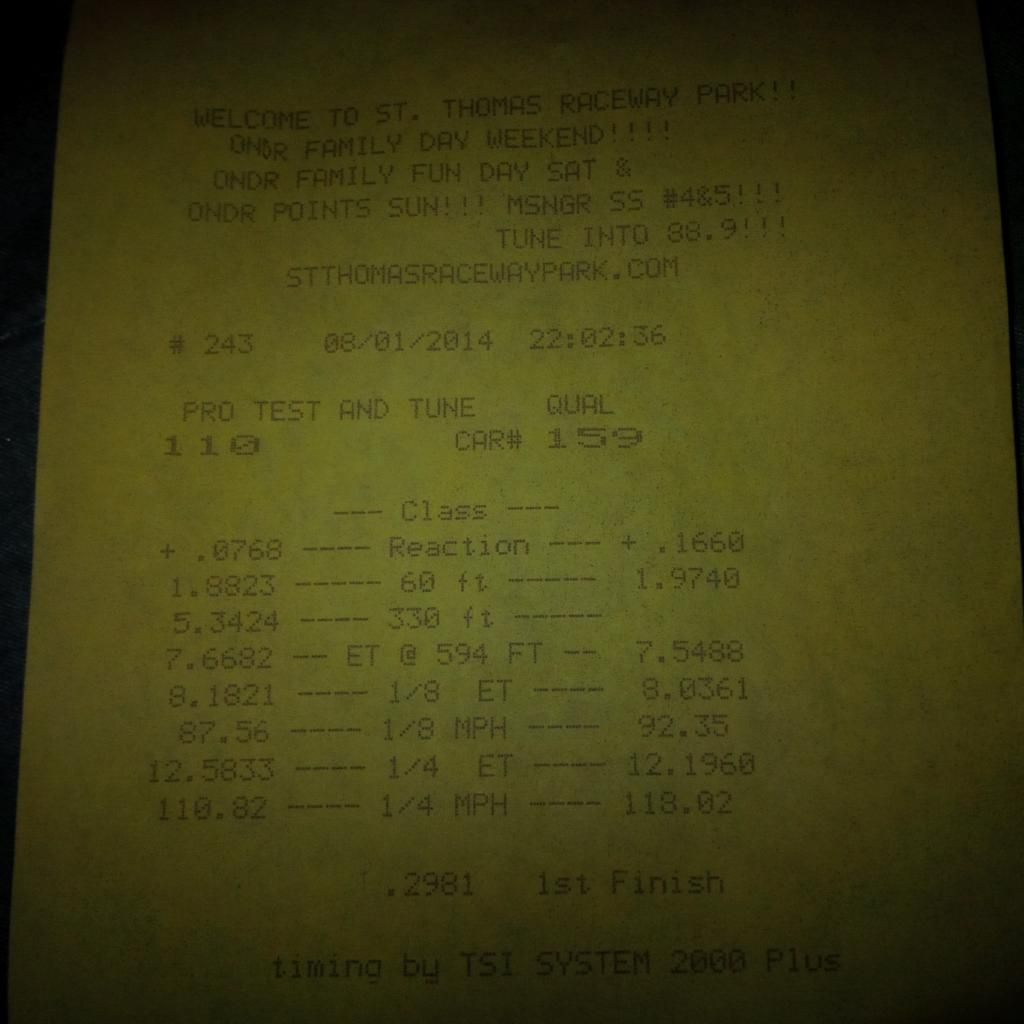 WELCOME TO ST. THOMAS RACEWAY PARK!!
ONDR FAMILY DAY WEEKEND!!!!
ONDR FAMILY FUN DAY SAT &
ONDR POINTS SUN!!! MSNGR SS #4&5!!!
TUNE INTO 88.9!!!
STTHOMASRACEWAYPARK.COM
# 243 08/01/2014 22:02:36
PRO TEST AND TUNE QUAL
110 CAR# 159
--- Class ---
+ .0768 ---- Reaction --- + .1660
1.8823 ----- 60 ft ----- 1.9740
5.3424 ---- 330 ft -----
7.6682 -- ET @ 594 FT -- 7.5488
8.1821 ---- 1/8 ET ---- 8.0361
87.56 ---- 1/8 MPH ---- 92.35
12.5833 ---- 1/4 ET ---- 12.1960
110.82 ---- 1/4 MPH ---- 118.02
.2981 1st Finish
timing by TSI SYSTEM 2000 Plus